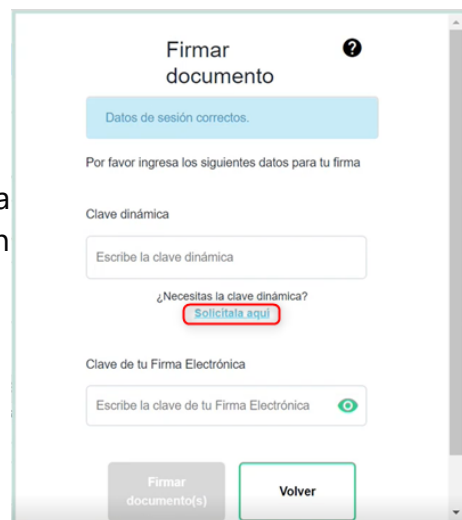 Firmar
documento
Datos de sesión correctos.
Por favor ingresa los siguientes datos para tu firma
a
n
Clave dinámica
Escribe la clave dinámica
¿Necesitas la clave dinámica?
Solicítala aquí
Clave de tu Firma Electrónica
Escribe la clave de tu Firma Electrónica
Firmar
documento(s)
Volver